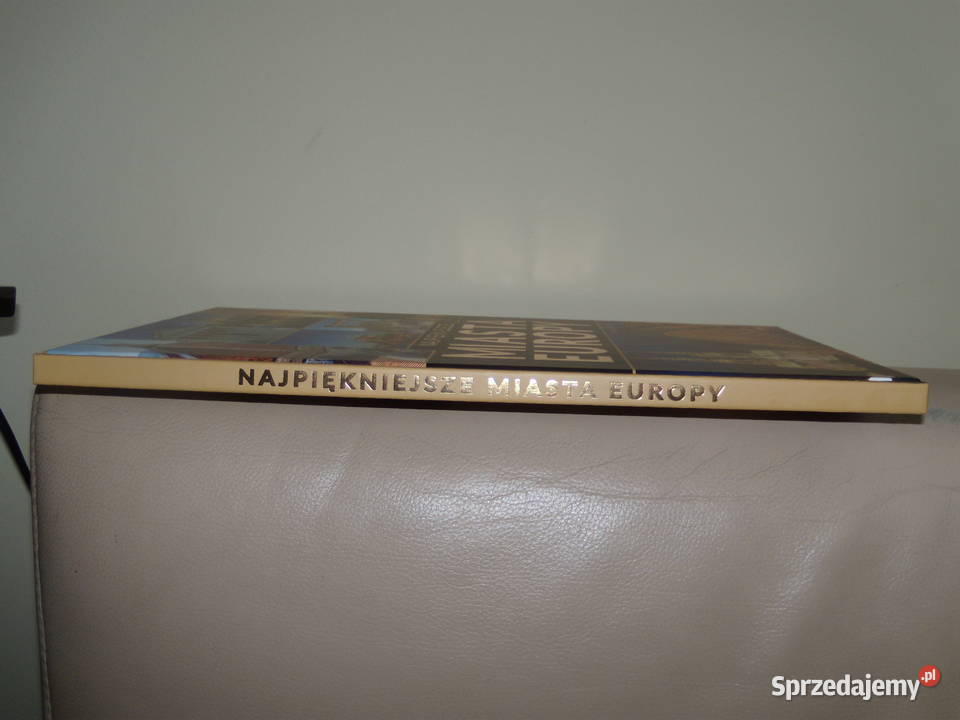 MIASTA
EUROPY
NAJPIĘKNIEJSZE MIASTA EUROPY
Sprzedajemy.pl